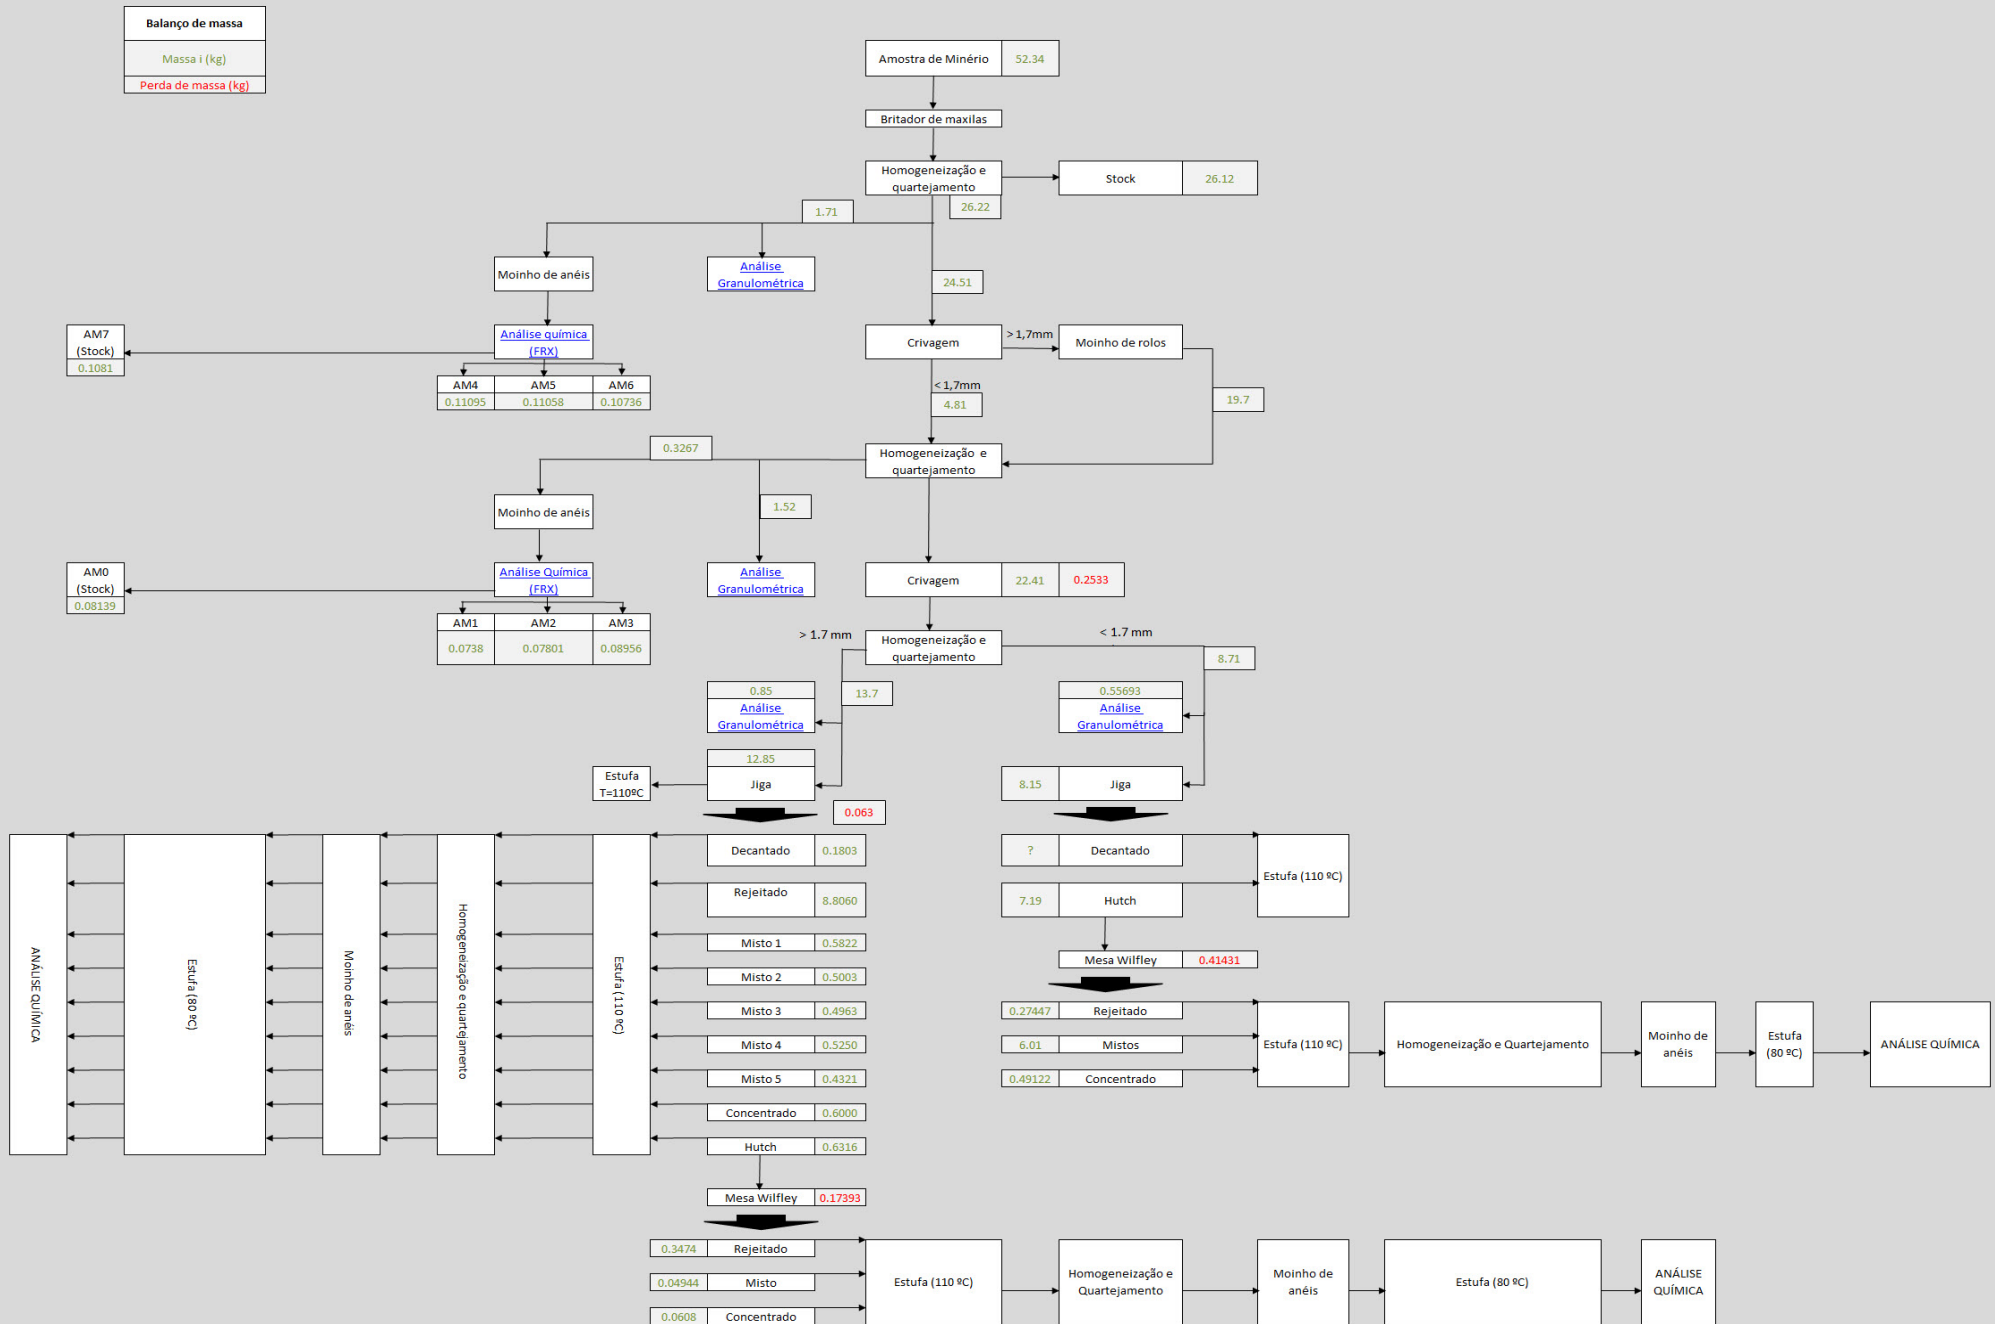 Balanço de massa
Massa i (kg)
Perda de massa (kg)
Amostra de Minério 52.34
Britador de maxilas
Homogeneização e
quartejamento
Stock 26.12
26.22
1.71
Moinho de anéis
Análise
Granulométrica
24.51
AM7
(Stock)
0.1081
Análise química
(FRX)
Crivagem
>1,7mm
Moinho de rolos
AM4 AM5 AM6
0.11095 0.11058 0.10736
<1,7mm
4.81
19.7
0.3267
Homogeneização e
quartejamento
Moinho de anéis
1.52
AM0
(Stock)
0.08139
Análise Química
(FRX)
Análise
Granulométrica
Crivagem 22.41 0.2533
AM1 AM2 AM3
0.0738 0.07801 0.08956
> 1.7 mm
Homogeneização e
quartejamento
< 1.7 mm
8.71
0.85
Análise
Granulométrica
13.7
0.55693
Análise
Granulométrica
12.85
Jiga
Estufa
T=110ºC
8.15 Jiga
0.063
ANÁLISE QUÍMICA
Estufa (80 ºC)
Moinho de anéis
Homogeneização e quartejamento
Estufa (110 ºC)
Decantado 0.1803
Rejeitado 8.8060
Misto 1 0.5822
Misto 2 0.5003
Misto 3 0.4963
Misto 4 0.5250
Misto 5 0.4321
Concentrado 0.6000
Hutch 0.6316
? Decantado
7.19 Hutch
Estufa (110 ºC)
Mesa Wilfley 0.41431
0.27447 Rejeitado
6.01 Mistos
0.49122 Concentrado
Estufa (110 ºC)
Homogeneização e Quartejamento
Moinho de
anéis
Estufa
(80 ºC)
ANÁLISE QUÍMICA
Mesa Wilfley 0.17393
0.3474 Rejeitado
0.04944 Misto
0.0608 Concentrado
Estufa (110 ºC)
Homogeneização e
Quartejamento
Moinho de
anéis
Estufa (80 ºC)
ANÁLISE
QUÍMICA